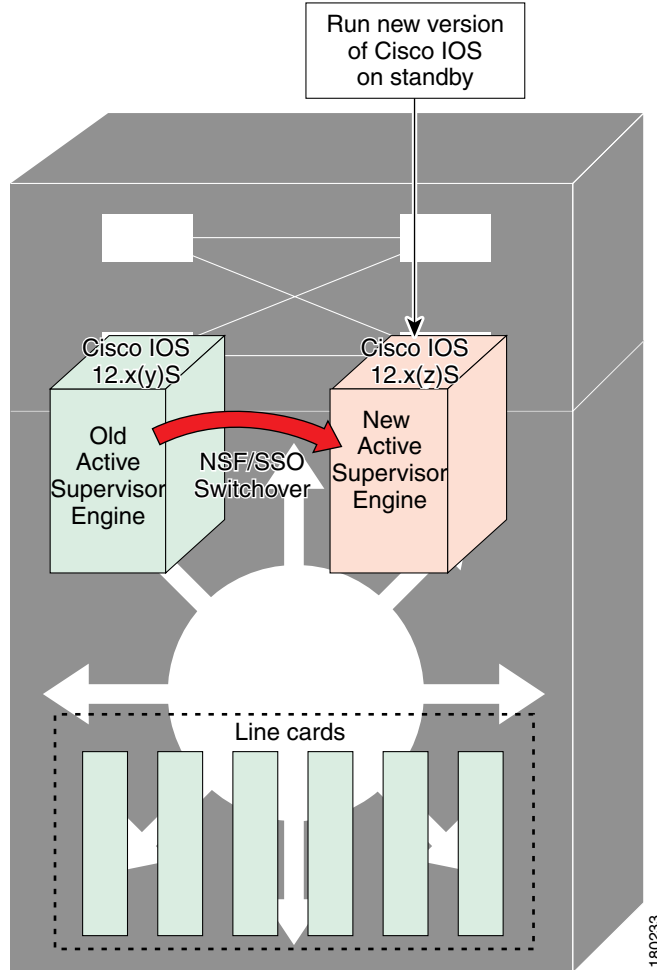 Run new version
of Cisco IOS
on standby
Cisco IOS
12.x(y)S
Cisco IOS
12.x(z)S
Old
Active
Supervisor
Engine
NSF/SSO
Switchover
New
Active
Supervisor
Engine
Line cards
180233